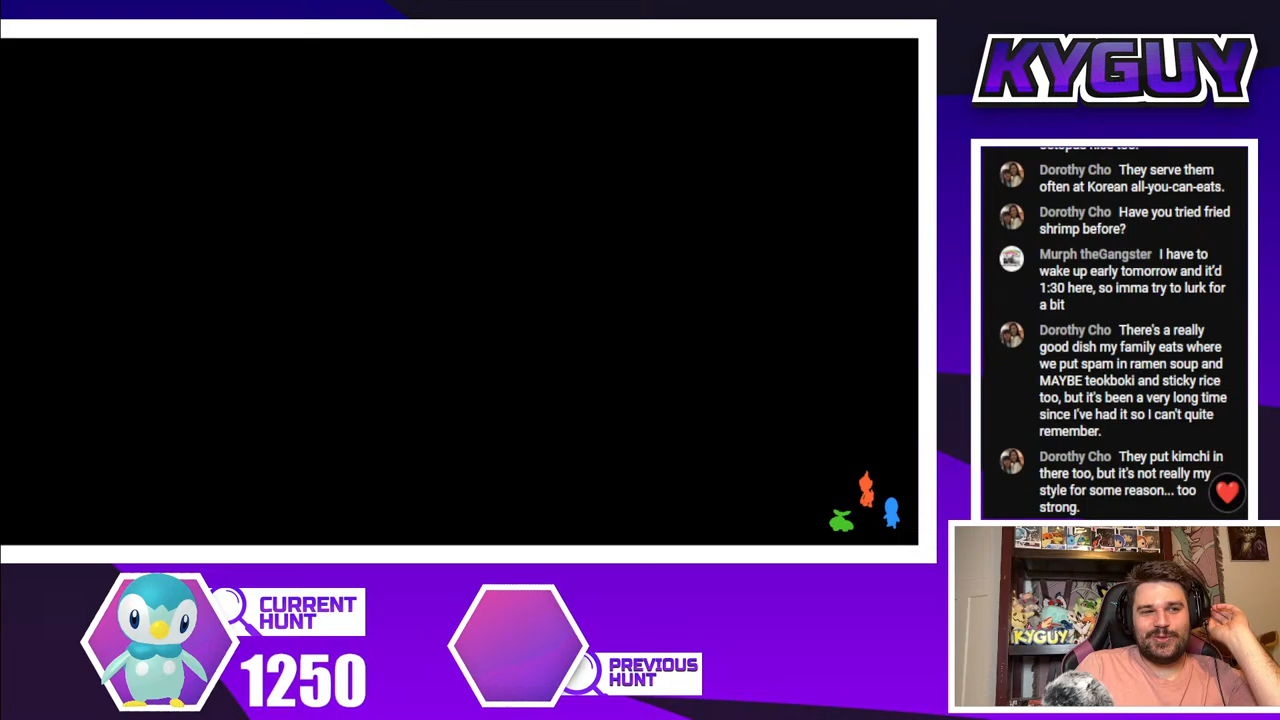 KYGUY
Dorothy Cho They serve them
often at Korean all-you-can-eats.
Dorothy Cho Have you tried fried
shrimp before?
Murph theGangster I have to
wake up early tomorrow and it'd
1:30 here, so imma try to lurk for
a bit
Dorothy Cho There's a really
good dish my family eats where
we put spam in ramen soup and
MAYBE teokboki and sticky rice
too, but it's been a very long time
since I've had it so I can't quite
remember.
Dorothy Cho They put kimchi in
there too, but it's not really my
style for some reason... too
strong.
KYGUY
CURRENT
HUNT
1250
PREVIOUS
HUNT